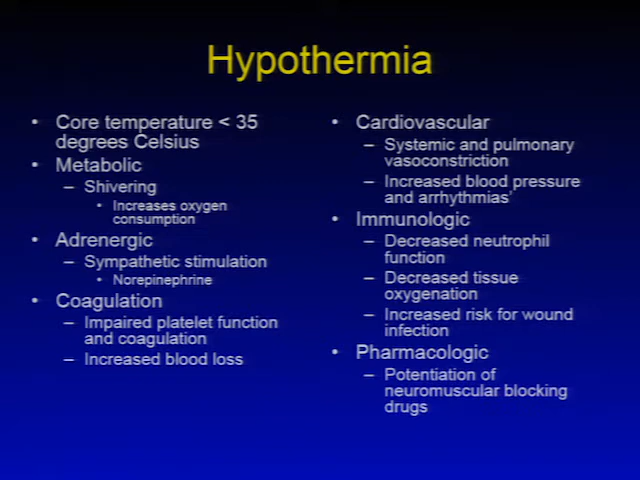 Hypothermia
• Core temperature < 35
degrees Celsius
• Metabolic
– Shivering
• Increases oxygen
consumption
• Adrenergic
– Sympathetic stimulation
• Norepinephrine
• Coagulation
– Impaired platelet function
and coagulation
– Increased blood loss
• Cardiovascular
– Systemic and pulmonary
vasoconstriction
– Increased blood pressure
and arrhythmias’
• Immunologic
– Decreased neutrophil
function
– Decreased tissue
oxygenation
– Increased risk for wound
infection
• Pharmacologic
– Potentiation of
neuromuscular blocking
drugs